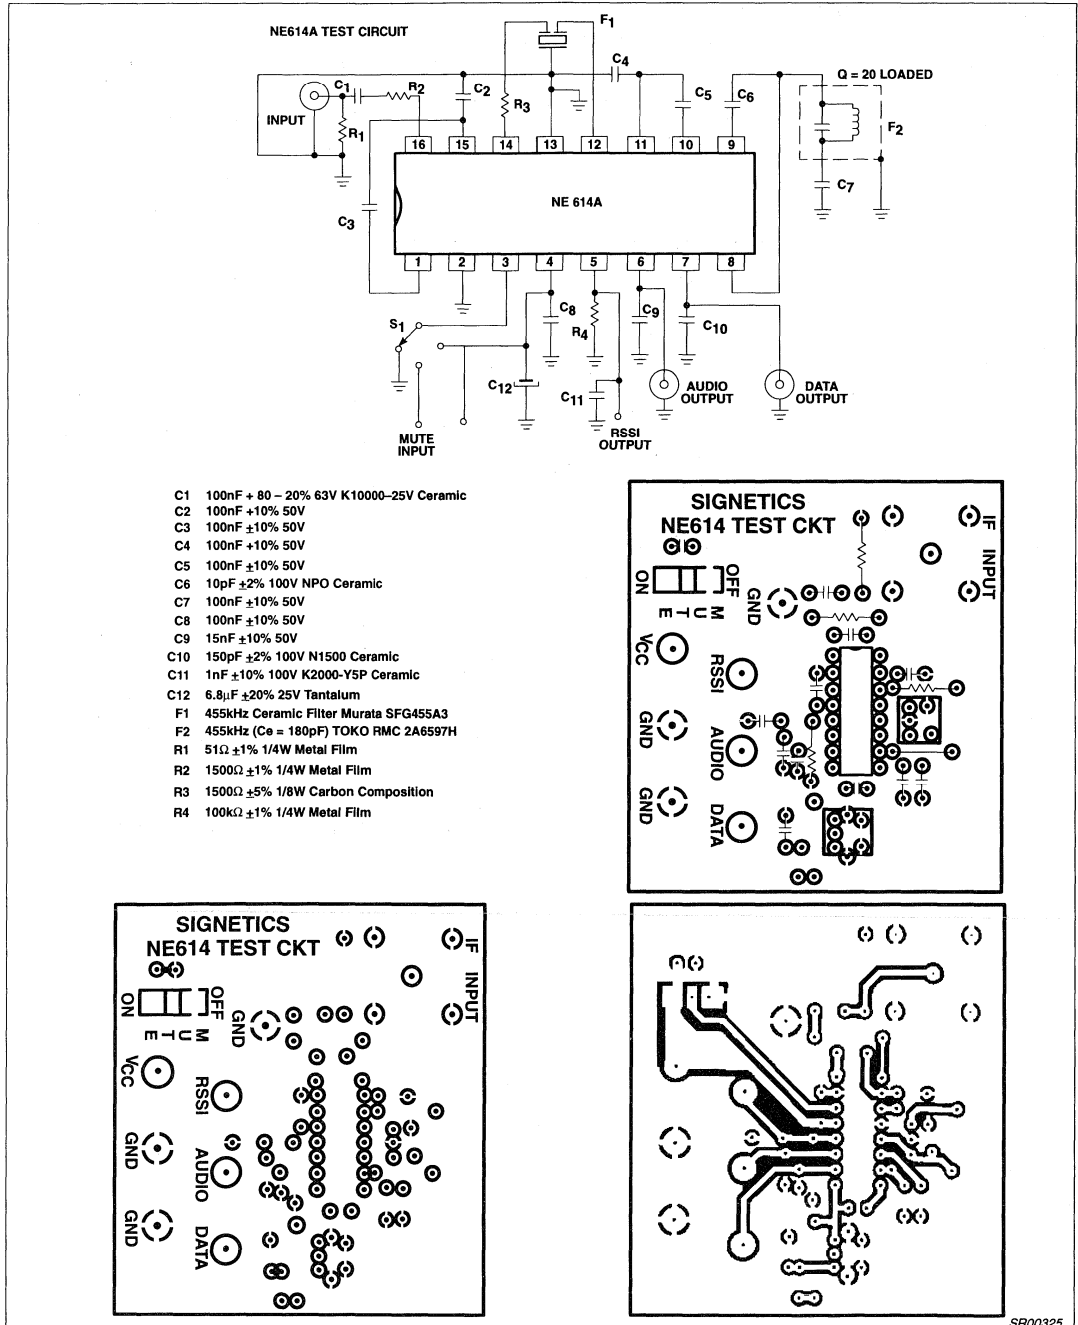 NE614A TEST CIRCUIT
F1
C4
Q = 20 LOADED
C1
R2
C2
R3
C5
C6
F2
INPUT
R1
16 15 14 13 12 11 10 9
C7
C3
NE 614A
1 2 3 4 5 6 7 8
S1
C8
R4
C9
C10
C12
C11
AUDIO OUTPUT
DATA OUTPUT
MUTE INPUT
RSSI OUTPUT
C1 100nF + 80 – 20% 63V K10000–25V Ceramic
C2 100nF +10% 50V
C3 100nF ±10% 50V
C4 100nF +10% 50V
C5 100nF ±10% 50V
C6 10pF ±2% 100V NPO Ceramic
C7 100nF ±10% 50V
C8 100nF ±10% 50V
C9 15nF ±10% 50V
C10 150pF ±2% 100V N1500 Ceramic
C11 1nF ±10% 100V K2000-Y5P Ceramic
C12 6.8µF ±20% 25V Tantalum
F1 455kHz Ceramic Filter Murata SFG455A3
F2 455kHz (Ce = 180pF) TOKO RMC 2A6597H
R1 51Ω ±1% 1/4W Metal Film
R2 1500Ω ±1% 1/4W Metal Film
R3 1500Ω ±5% 1/8W Carbon Composition
R4 100kΩ ±1% 1/4W Metal Film
SIGNETICS
NE614 TEST CKT
IF INPUT
ON
OFF
MUTE
GND
VCC
RSSI
GND
AUDIO
GND
DATA
SIGNETICS
NE614 TEST CKT
IF INPUT
ON
OFF
MUTE
GND
VCC
RSSI
GND
AUDIO
GND
DATA
SR00325